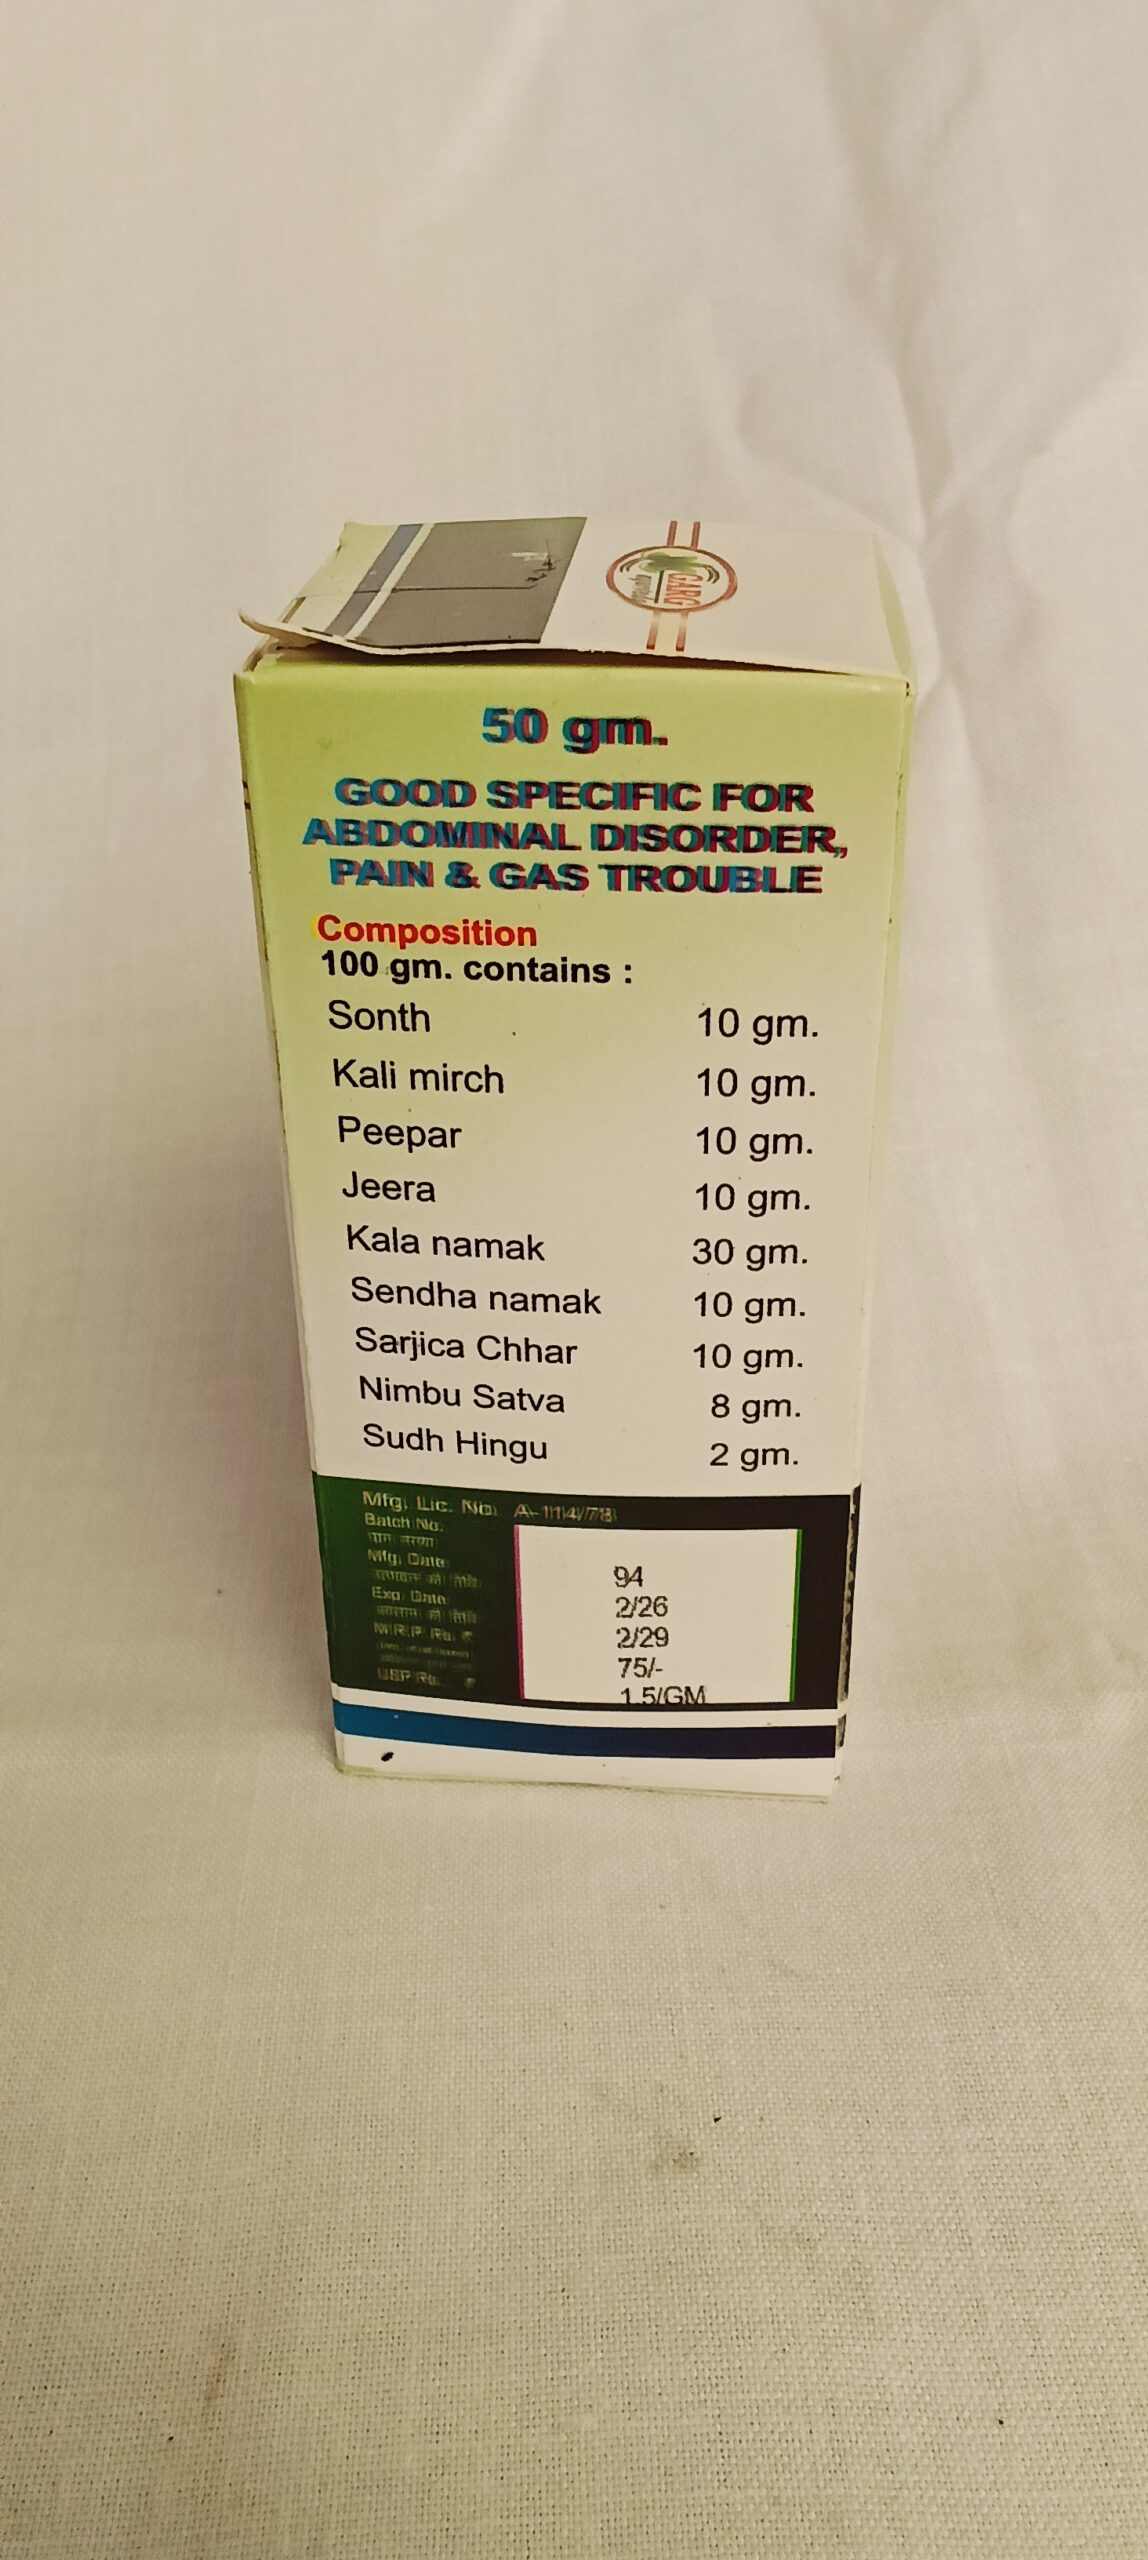 GARG
50 gm.
GOOD SPECIFIC FOR
ABDOMINAL DISORDER,
PAIN & GAS TROUBLE
Composition
100 gm. contains :
Sonth 10 gm.
Kali mirch 10 gm.
Peepar 10 gm.
Jeera 10 gm.
Kala namak 30 gm.
Sendha namak 10 gm.
Sarjica Chhar 10 gm.
Nimbu Satva 8 gm.
Sudh Hingu 2 gm.
Mfg. Lic. No. A-1114/78
Batch No. 94
Mfg. Date 2/26
Exp. Date 2/29
M.R.P. Rs. ₹ 75/-
USP Rs. ₹ 1.5/GM